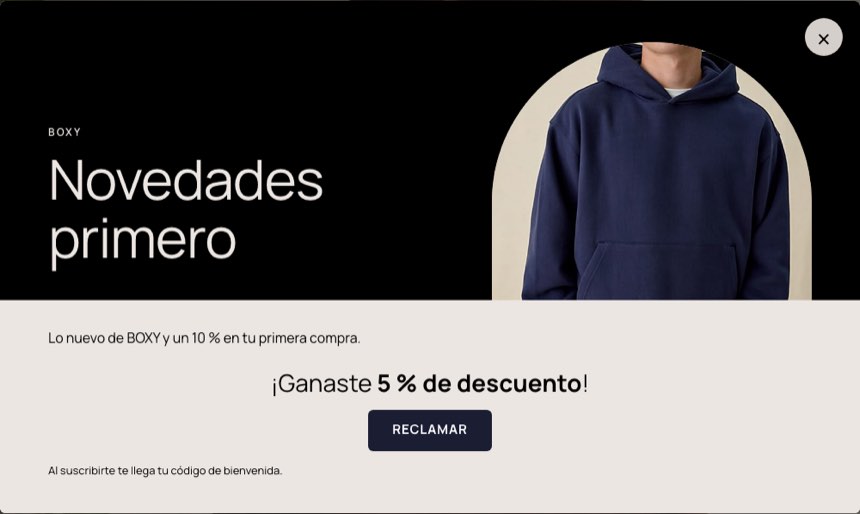 BOXY
Novedades
primero
Lo nuevo de BOXY y un 10 % en tu primera compra.
¡Ganaste 5 % de descuento!
RECLAMAR
Al suscribirte te llega tu código de bienvenida.